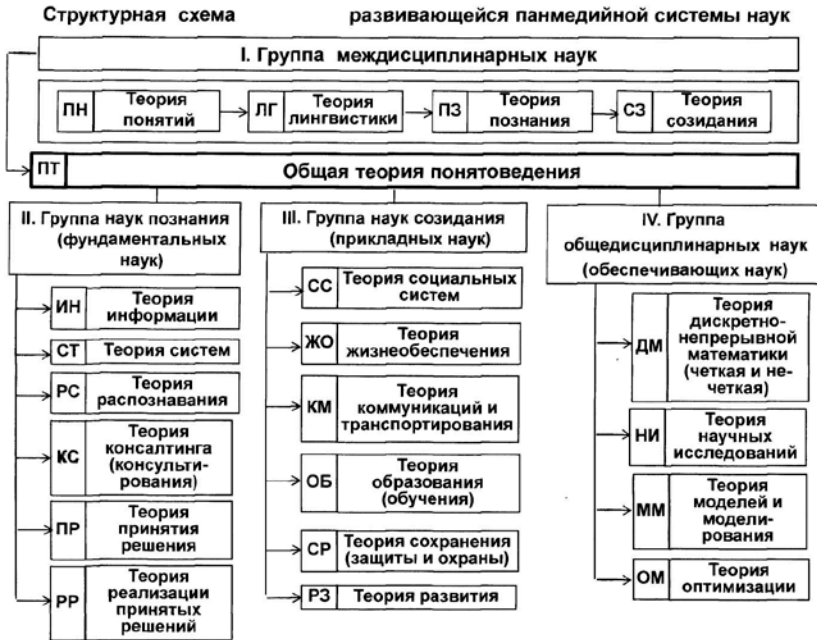 Структурная схема развивающейся панмедийной системы наук
I. Группа междисциплинарных наук
ПН
Теория
понятий
ЛГ
Теория
лингвистики
ПЗ
Теория
познания
СЗ
Теория
созидания
ПТ
Общая теория понятоведения
II. Группа наук познания
(фундаментальных
наук)
ИН
Теория
информации
СТ
Теория систем
РС
Теория
распознавания
КС
Теория
консалтинга
(консульти-
рования)
ПР
Теория
принятия
решения
РР
Теория
реализации
принятых
решений
III. Группа наук созидания
(прикладных наук)
СС
Теория социальных
систем
ЖО
Теория
жизнеобеспечения
КМ
Теория
коммуникаций и
транспортирования
ОБ
Теория
образования
(обучения)
СР
Теория сохранения
(защиты и охраны)
РЗ
Теория развития
IV. Группа
общедисциплинарных наук
(обеспечивающих наук)
ДМ
Теория
дискретно-
непрерывной
математики
(четкая и не-
четкая)
НИ
Теория
научных
исследований
ММ
Теория
моделей и
модели-
рования
ОМ
Теория
оптимизации